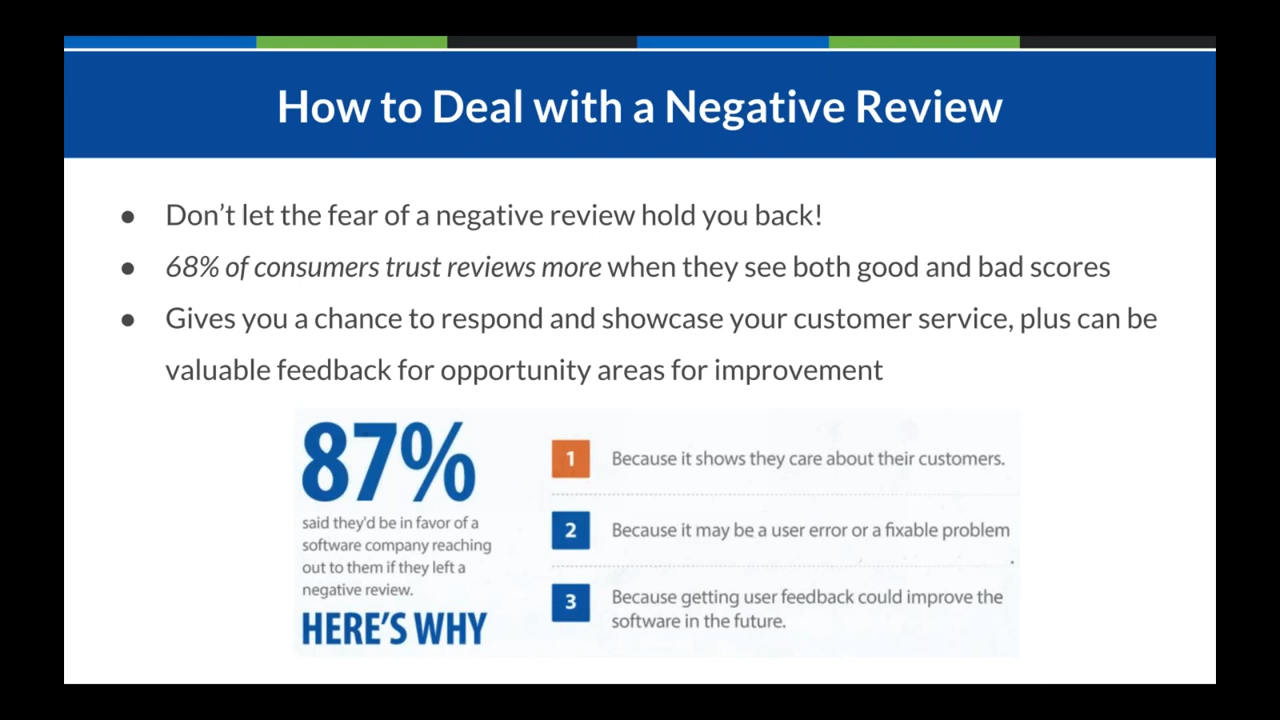 How to Deal with a Negative Review
● Don’t let the fear of a negative review hold you back!
● 68% of consumers trust reviews more when they see both good and bad scores
● Gives you a chance to respond and showcase your customer service, plus can be
valuable feedback for opportunity areas for improvement
87%
said they'd be in favor of a
software company reaching
out to them if they left a
negative review.
HERE'S WHY
1 Because it shows they care about their customers.
2 Because it may be a user error or a fixable problem
3 Because getting user feedback could improve the
software in the future.